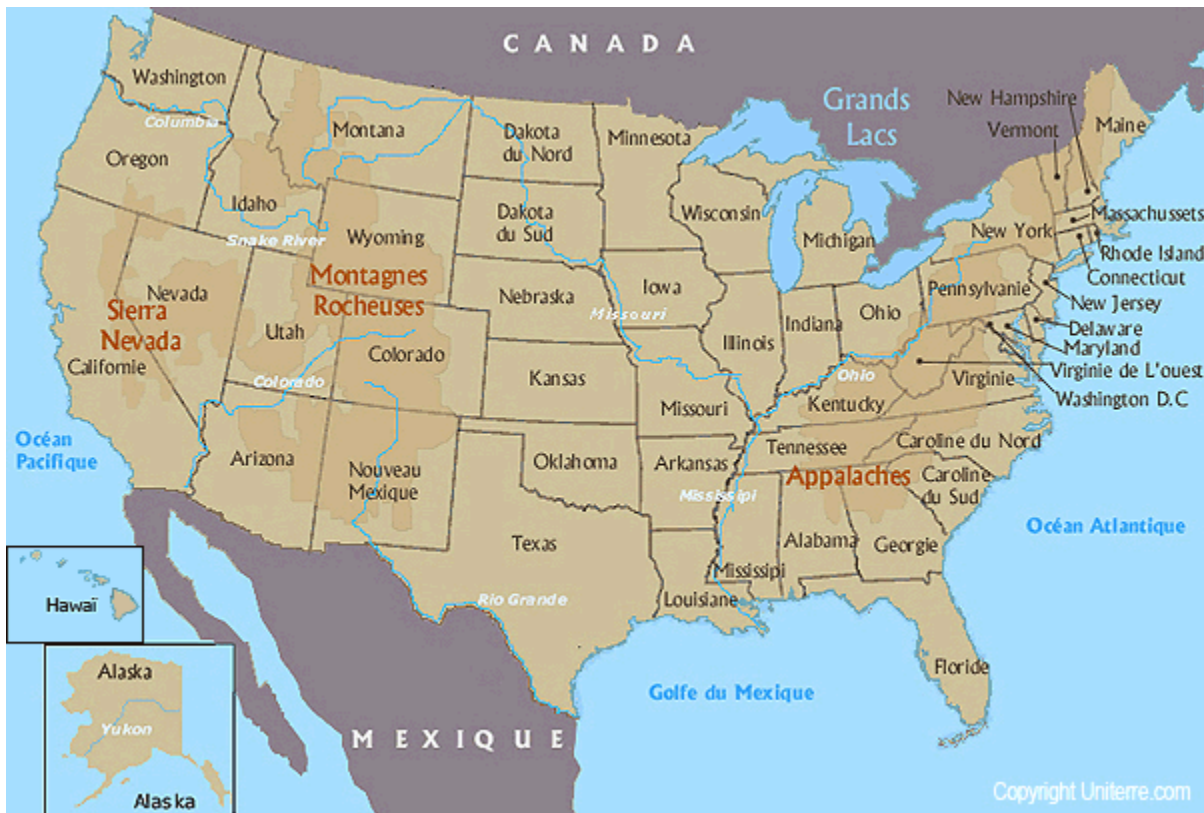 CANADA
Washington
Columbia
Montana
Dakota
du Nord
Minnesota
Grands
Lacs
New Hampshire
Vermont
Maine
Oregon
Idaho
Snake River
Wyoming
Dakota
du Sud
Wisconsin
Michigan
New York
Massachussets
Rhode Island
Connecticut
New Jersey
Delaware
Maryland
Virginie de L'ouest
Washington D.C
Montagnes
Rocheuses
Sierra
Nevada
Nevada
Utah
Colorado
Colorado
Californie
Nebraska
Iowa
Missouri
Illinois
Indiana
Ohio
Pennsylvanie
Ohio
Virginie
Kansas
Missouri
Kentucky
Océan
Pacifique
Arizona
Nouveau
Mexique
Oklahoma
Arkansas
Tennessee
Caroline du Nord
Appalaches
Caroline
du Sud
Mississipi
Océan Atlantique
Texas
Alabama
Georgie
Mississipi
Louisiane
Rio Grande
Hawaï
Floride
Golfe du Mexique
Alaska
Yukon
Alaska
MEXIQUE
Copyright Uniterre.com